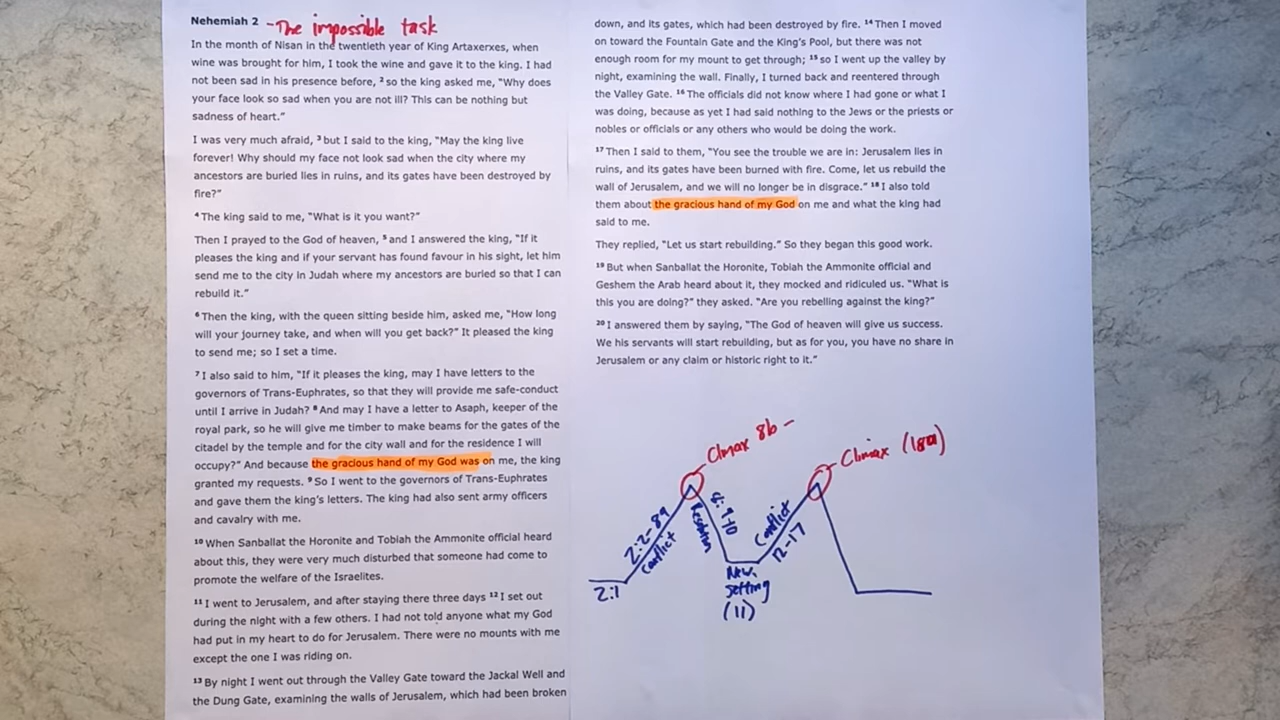 Nehemiah 2 - The impossible task
In the month of Nisan in the twentieth year of King Artaxerxes, when
wine was brought for him, I took the wine and gave it to the king. I had
not been sad in his presence before, ² so the king asked me, “Why does
your face look so sad when you are not ill? This can be nothing but
sadness of heart.”
I was very much afraid, ³ but I said to the king, “May the king live
forever! Why should my face not look sad when the city where my
ancestors are buried lies in ruins, and its gates have been destroyed by
fire?”
⁴ The king said to me, “What is it you want?”
Then I prayed to the God of heaven, ⁵ and I answered the king, “If it
pleases the king and if your servant has found favour in his sight, let him
send me to the city in Judah where my ancestors are buried so that I can
rebuild it.”
⁶ Then the king, with the queen sitting beside him, asked me, “How long
will your journey take, and when will you get back?” It pleased the king
to send me; so I set a time.
⁷ I also said to him, “If it pleases the king, may I have letters to the
governors of Trans-Euphrates, so that they will provide me safe-conduct
until I arrive in Judah? ⁸ And may I have a letter to Asaph, keeper of the
royal park, so he will give me timber to make beams for the gates of the
citadel by the temple and for the city wall and for the residence I will
occupy?” And because the gracious hand of my God was on me, the king
granted my requests. ⁹ So I went to the governors of Trans-Euphrates
and gave them the king’s letters. The king had also sent army officers
and cavalry with me.
¹⁰ When Sanballat the Horonite and Tobiah the Ammonite official heard
about this, they were very much disturbed that someone had come to
promote the welfare of the Israelites.
¹¹ I went to Jerusalem, and after staying there three days ¹² I set out
during the night with a few others. I had not told anyone what my God
had put in my heart to do for Jerusalem. There were no mounts with me
except the one I was riding on.
¹³ By night I went out through the Valley Gate toward the Jackal Well and
the Dung Gate, examining the walls of Jerusalem, which had been broken
down, and its gates, which had been destroyed by fire. ¹⁴ Then I moved
on toward the Fountain Gate and the King’s Pool, but there was not
enough room for my mount to get through; ¹⁵ so I went up the valley by
night, examining the wall. Finally, I turned back and reentered through
the Valley Gate. ¹⁶ The officials did not know where I had gone or what I
was doing, because as yet I had said nothing to the Jews or the priests or
nobles or officials or any others who would be doing the work.
¹⁷ Then I said to them, “You see the trouble we are in: Jerusalem lies in
ruins, and its gates have been burned with fire. Come, let us rebuild the
wall of Jerusalem, and we will no longer be in disgrace.” ¹⁸ I also told
them about the gracious hand of my God on me and what the king had
said to me.
They replied, “Let us start rebuilding.” So they began this good work.
¹⁹ But when Sanballat the Horonite, Tobiah the Ammonite official and
Geshem the Arab heard about it, they mocked and ridiculed us. “What is
this you are doing?” they asked. “Are you rebelling against the king?”
²⁰ I answered them by saying, “The God of heaven will give us success.
We his servants will start rebuilding, but as for you, you have no share in
Jerusalem or any claim or historic right to it.”
Climax 8b -
Climax (18a)
2:1
2:2-8a
Conflict
9-10
New
setting
(11)
Conflict
12-17